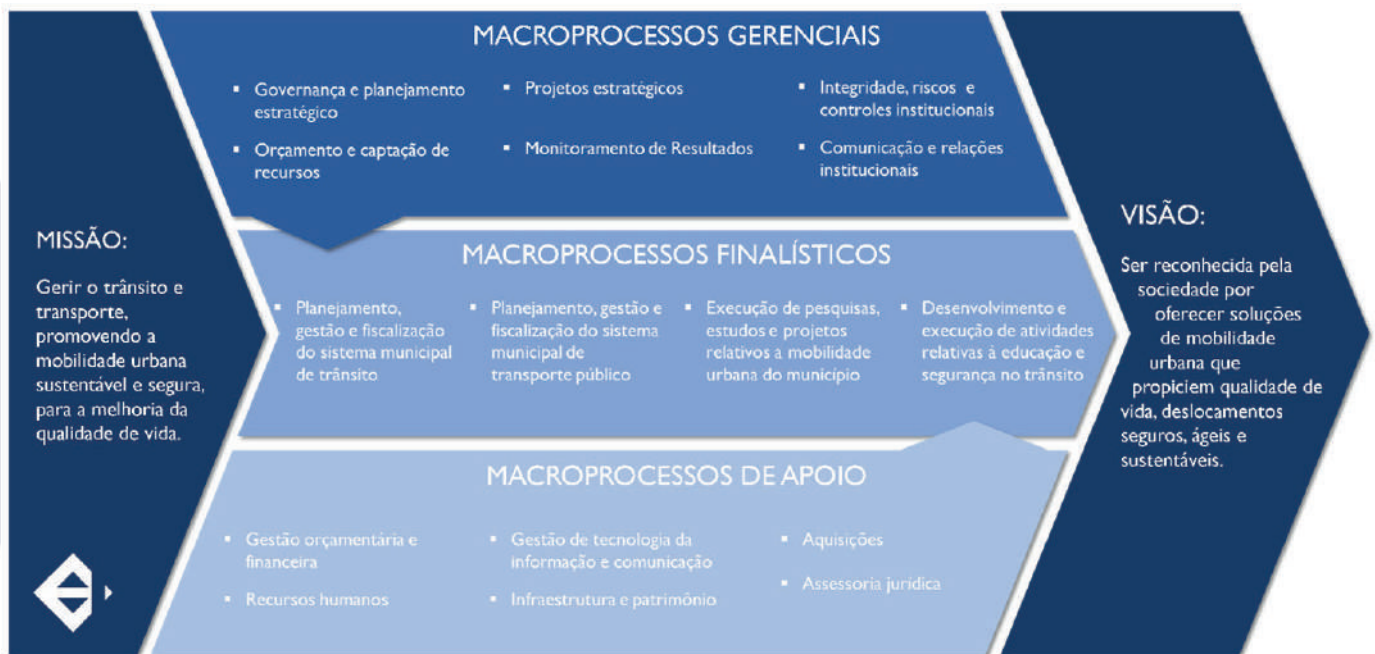 MACROPROCESSOS GERENCIAIS
▪ Governança e planejamento
estratégico
▪ Orçamento e captação de
recursos
▪ Projetos estratégicos
▪ Monitoramento de Resultados
▪ Integridade, riscos e
controles institucionais
▪ Comunicação e relações
institucionais
MISSÃO:
Gerir o trânsito e
transporte,
promovendo a
mobilidade urbana
sustentável e segura,
para a melhoria da
qualidade de vida.
MACROPROCESSOS FINALÍSTICOS
▪ Planejamento,
gestão e fiscalização
do sistema municipal
de trânsito
▪ Planejamento, gestão e
fiscalização do sistema
municipal de
transporte público
▪ Execução de pesquisas,
estudos e projetos
relativos a mobilidade
urbana do município
▪ Desenvolvimento e
execução de atividades
relativas à educação e
segurança no trânsito
MACROPROCESSOS DE APOIO
▪ Gestão orçamentária e
financeira
▪ Recursos humanos
▪ Gestão de tecnologia da
informação e comunicação
▪ Infraestrutura e patrimônio
▪ Aquisições
▪ Assessoria jurídica
VISÃO:
Ser reconhecida pela
sociedade por
oferecer soluções
de mobilidade
urbana que
propiciem qualidade de
vida, deslocamentos
seguros, ágeis e
sustentáveis.